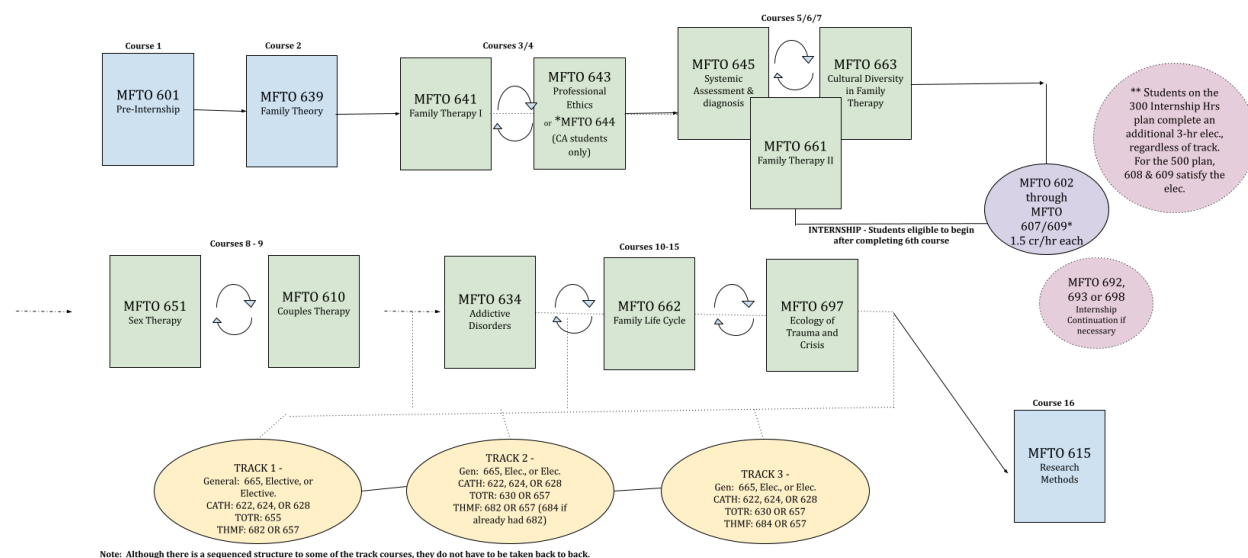 Courses 5/6/7
Course 1
Course 2
Courses 3/4
MFTO 601
Pre-Internship
MFTO 639
Family Theory
MFTO 641
Family Therapy I
MFTO 643
Professional
Ethics
or *MFTO 644
(CA students
only)
MFTO 645
Systemic
Assessment &
diagnosis
MFTO 663
Cultural Diversity
in Family
Therapy
MFTO 661
Family Therapy II
** Students on the
300 Internship Hrs
plan complete an
additional 3-hr elec.,
regardless of track.
For the 500 plan,
608 & 609 satisfy the
elec.
MFTO 602
through
MFTO
607/609*
1.5 cr/hr each
INTERNSHIP - Students eligible to begin
after completing 6th course
Courses 8 - 9
Courses 10-15
MFTO 651
Sex Therapy
MFTO 610
Couples Therapy
MFTO 634
Addictive
Disorders
MFTO 662
Family Life Cycle
MFTO 697
Ecology of
Trauma and
Crisis
MFTO 692,
693 or 698
Internship
Continuation if
necessary
Course 16
MFTO 615
Research
Methods
TRACK 1 -
General: 665, Elective, or
Elective.
CATH: 622, 624, OR 628
TOTR: 655
THMF: 682 OR 657
TRACK 2 -
Gen: 665, Elec., or Elec.
CATH: 622, 624, OR 628
TOTR: 630 OR 657
THMF: 682 OR 657 (684 if
already had 682)
TRACK 3 -
Gen: 665, Elec., or Elec.
CATH: 622, 624, OR 628
TOTR: 630 OR 657
THMF: 684 OR 657
Note: Although there is a sequenced structure to some of the track courses, they do not have to be taken back to back.